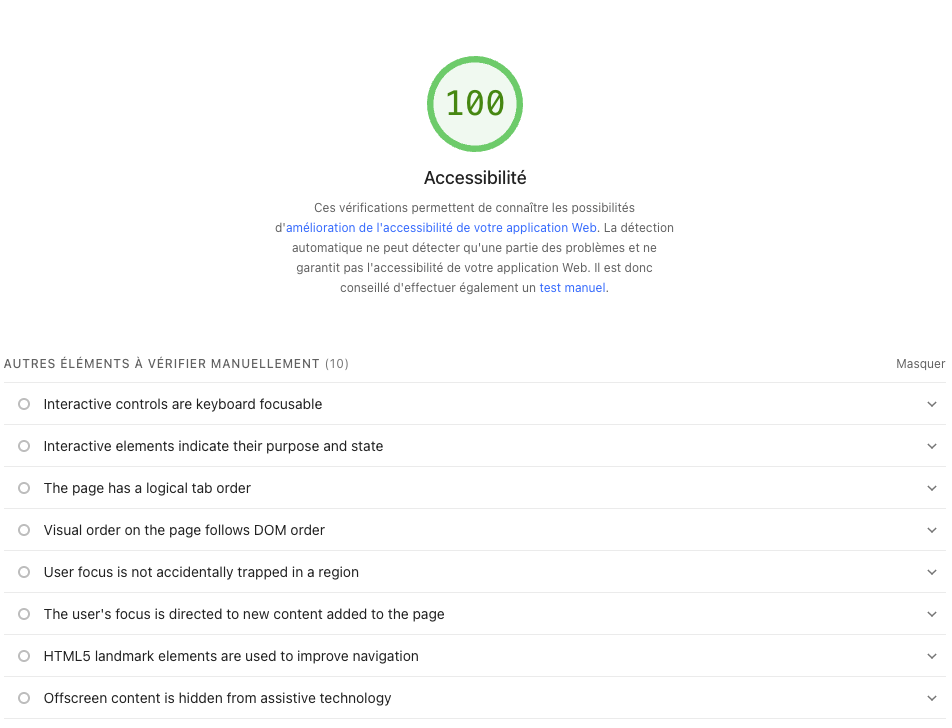 100
Accessibilité
Ces vérifications permettent de connaître les possibilités
d'amélioration de l'accessibilité de votre application Web. La détection
automatique ne peut détecter qu'une partie des problèmes et ne
garantit pas l'accessibilité de votre application Web. Il est donc
conseillé d'effectuer également un test manuel.
AUTRES ÉLÉMENTS À VÉRIFIER MANUELLEMENT (10) Masquer
Interactive controls are keyboard focusable
Interactive elements indicate their purpose and state
The page has a logical tab order
Visual order on the page follows DOM order
User focus is not accidentally trapped in a region
The user's focus is directed to new content added to the page
HTML5 landmark elements are used to improve navigation
Offscreen content is hidden from assistive technology